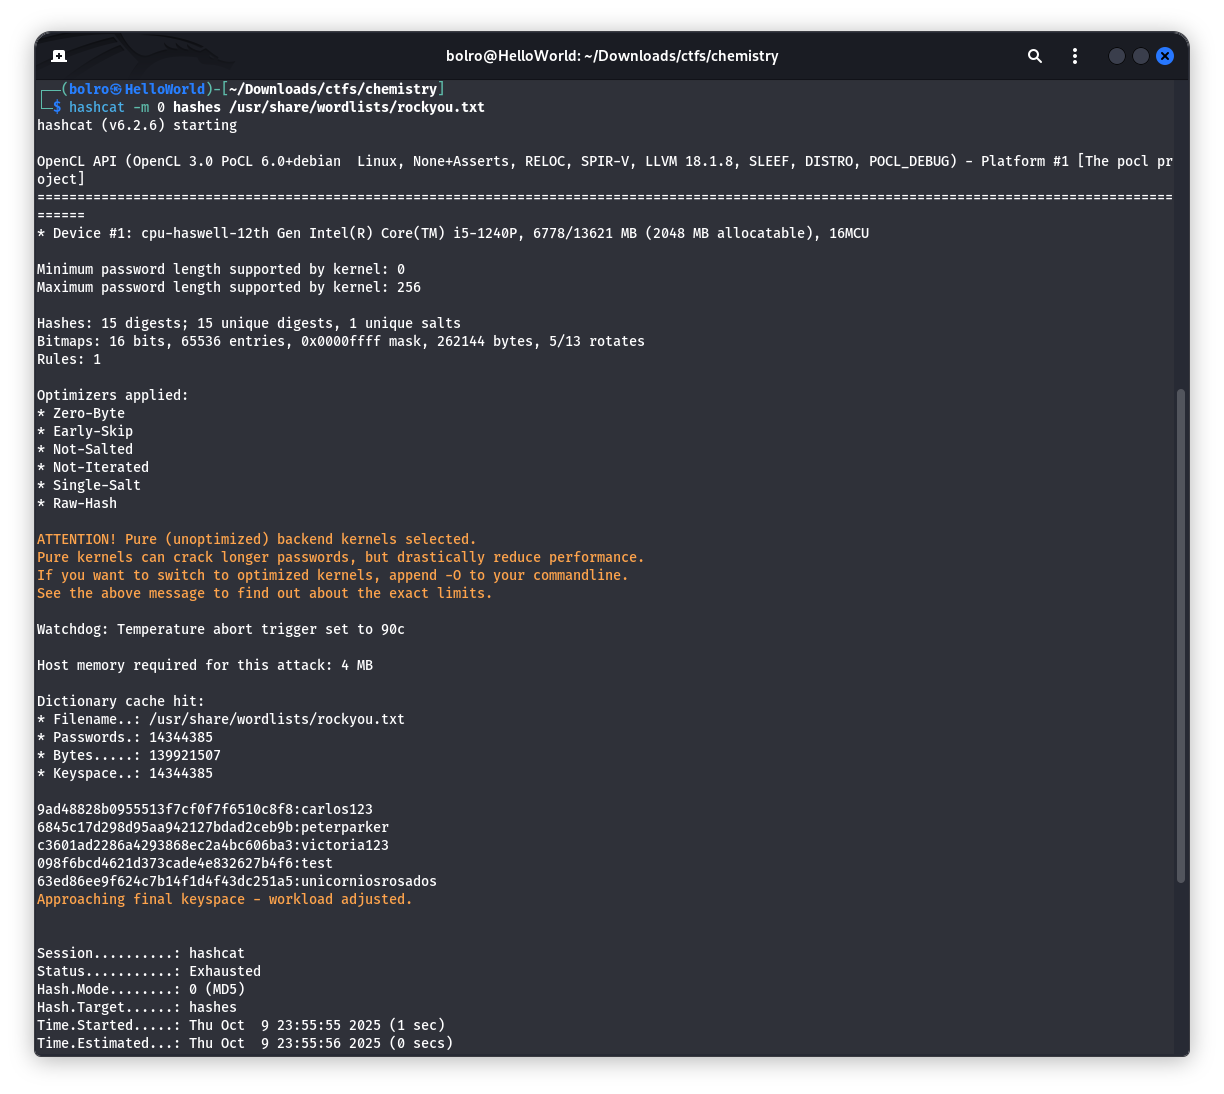 bolro@HelloWorld: ~/Downloads/ctfs/chemistry
┌──(bolro㉿HelloWorld)-[~/Downloads/ctfs/chemistry]
└─$ hashcat -m 0 hashes /usr/share/wordlists/rockyou.txt
hashcat (v6.2.6) starting
OpenCL API (OpenCL 3.0 PoCL 6.0+debian  Linux, None+Asserts, RELOC, SPIR-V, LLVM 18.1.8, SLEEF, DISTRO, POCL_DEBUG) - Platform #1 [The pocl pr
oject]
==============================================================================================================================================
======
* Device #1: cpu-haswell-12th Gen Intel(R) Core(TM) i5-1240P, 6778/13621 MB (2048 MB allocatable), 16MCU
Minimum password length supported by kernel: 0
Maximum password length supported by kernel: 256
Hashes: 15 digests; 15 unique digests, 1 unique salts
Bitmaps: 16 bits, 65536 entries, 0x0000ffff mask, 262144 bytes, 5/13 rotates
Rules: 1
Optimizers applied:
* Zero-Byte
* Early-Skip
* Not-Salted
* Not-Iterated
* Single-Salt
* Raw-Hash
ATTENTION! Pure (unoptimized) backend kernels selected.
Pure kernels can crack longer passwords, but drastically reduce performance.
If you want to switch to optimized kernels, append -O to your commandline.
See the above message to find out about the exact limits.
Watchdog: Temperature abort trigger set to 90c
Host memory required for this attack: 4 MB
Dictionary cache hit:
* Filename..: /usr/share/wordlists/rockyou.txt
* Passwords.: 14344385
* Bytes.....: 139921507
* Keyspace..: 14344385
9ad48828b0955513f7cf0f7f6510c8f8:carlos123
6845c17d298d95aa942127bdad2ceb9b:peterparker
c3601ad2286a4293868ec2a4bc606ba3:victoria123
098f6bcd4621d373cade4e832627b4f6:test
63ed86ee9f624c7b14f1d4f43dc251a5:unicorniosrosados
Approaching final keyspace - workload adjusted.
Session..........: hashcat
Status...........: Exhausted
Hash.Mode........: 0 (MD5)
Hash.Target......: hashes
Time.Started.....: Thu Oct  9 23:55:55 2025 (1 sec)
Time.Estimated...: Thu Oct  9 23:55:56 2025 (0 secs)